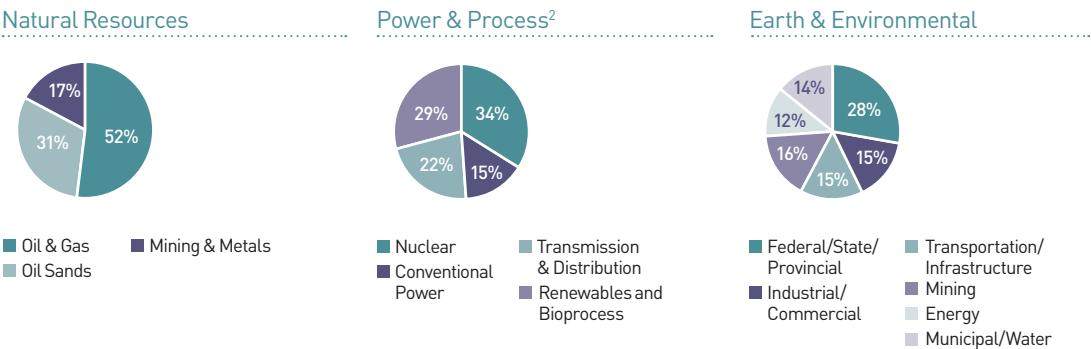 Natural Resources
17%
52%
31%
Oil & Gas
Mining & Metals
Oil Sands
Power & Process2
29%
34%
22%
15%
Nuclear
Conventional
Power
Transmission
& Distribution
Renewables and
Bioprocess
Earth & Environmental
14%
28%
12%
16%
15%
15%
Federal/State/
Provincial
Industrial/
Commercial
Transportation/
Infrastructure
Mining
Energy
Municipal/Water